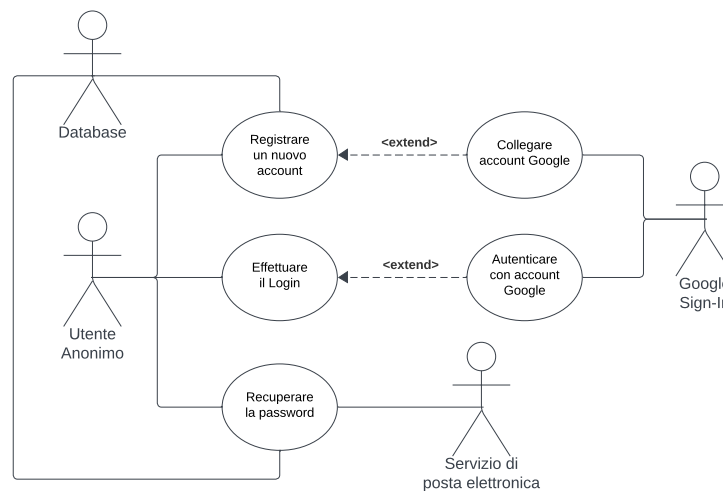 Database
Registrare
un nuovo
account
<extend>
Collegare
account Google
Effettuare
il Login
<extend>
Autenticare
con account
Google
Utente
Anonimo
Recuperare
la password
Servizio di
posta elettronica